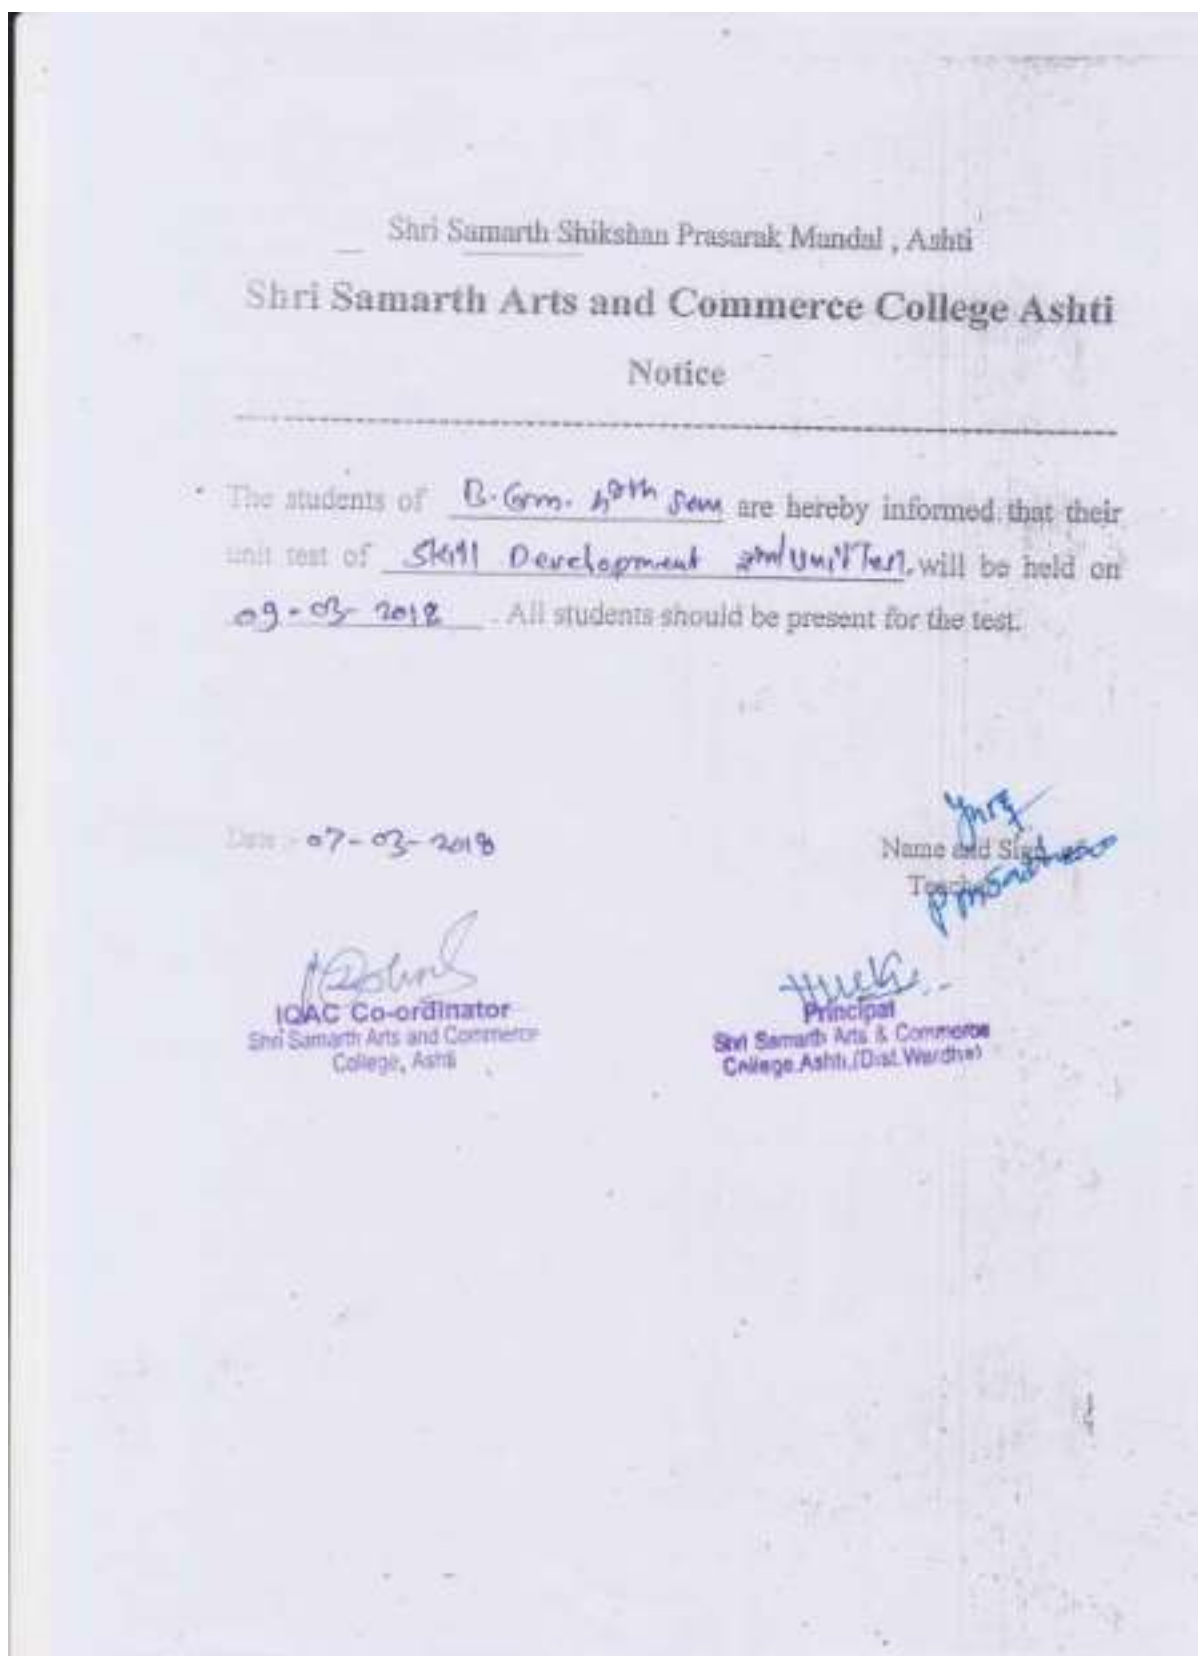 Shri Samarth Shikshan Prasarak Mandal , Ashti
Shri Samarth Arts and Commerce College Ashti
Notice
The students of B.Com. Sem are hereby informed that their
unit test of Skill Development 2nd Unit Test. will be held on
09-03-2018 . All students should be present for the test.
Date :- 07-03-2018
Name and Sign
Teacher
IQAC Co-ordinator
Shri Samarth Arts and Commerce
College, Ashti
Principal
Shri Samarth Arts & Commerce
College.Ashti,(Dist.Wardha)